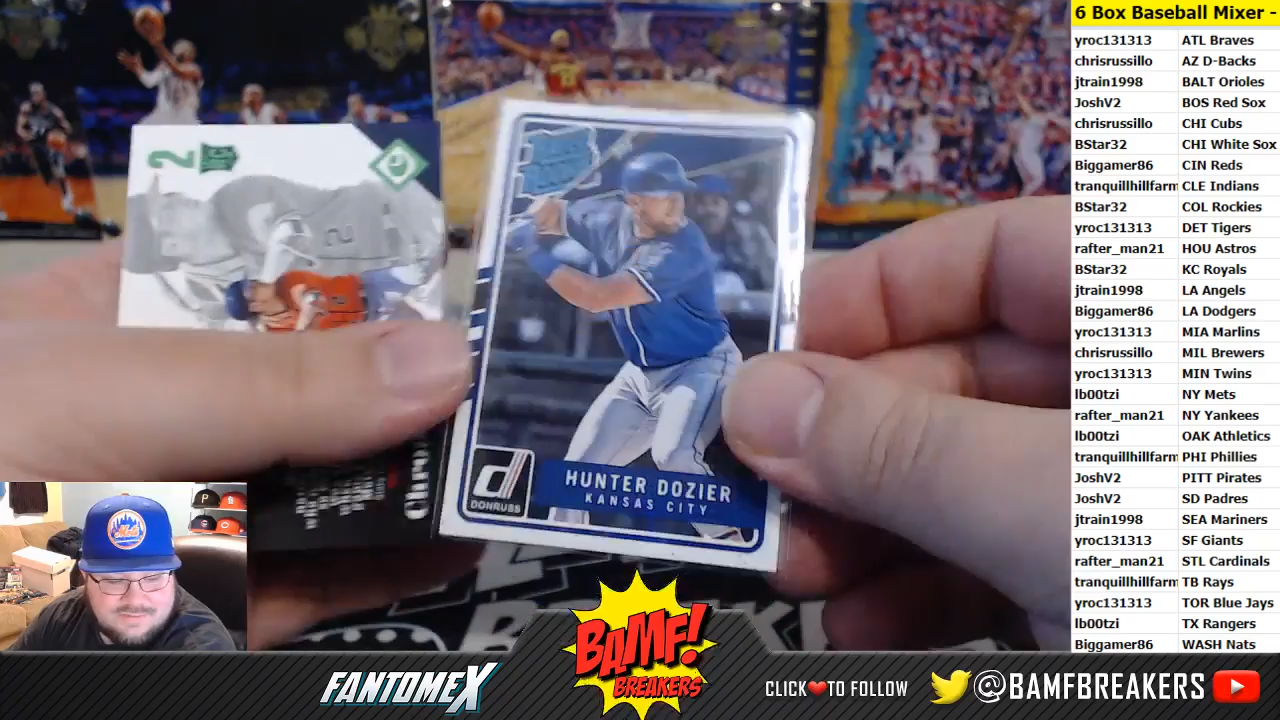 6 Box Baseball Mixer -
yroc131313 ATL Braves
chrisrussillo AZ D-Backs
jtrain1998 BALT Orioles
JoshV2 BOS Red Sox
chrisrussillo CHI Cubs
BStar32 CHI White Sox
Biggamer86 CIN Reds
tranquillhillfarm CLE Indians
BStar32 COL Rockies
yroc131313 DET Tigers
rafter_man21 HOU Astros
BStar32 KC Royals
jtrain1998 LA Angels
Biggamer86 LA Dodgers
yroc131313 MIA Marlins
chrisrussillo MIL Brewers
yroc131313 MIN Twins
lb00tzi NY Mets
rafter_man21 NY Yankees
lb00tzi OAK Athletics
tranquillhillfarm PHI Phillies
JoshV2 PITT Pirates
JoshV2 SD Padres
jtrain1998 SEA Mariners
yroc131313 SF Giants
rafter_man21 STL Cardinals
tranquillhillfarm TB Rays
yroc131313 TOR Blue Jays
lb00tzi TX Rangers
Biggamer86 WASH Nats
2
HUNTER DOZIER
KANSAS CITY
DONRUSS
Mets
FANTOMEX
BAMF!
BREAKERS
CLICK❤TO FOLLOW
@BAMFBREAKERS